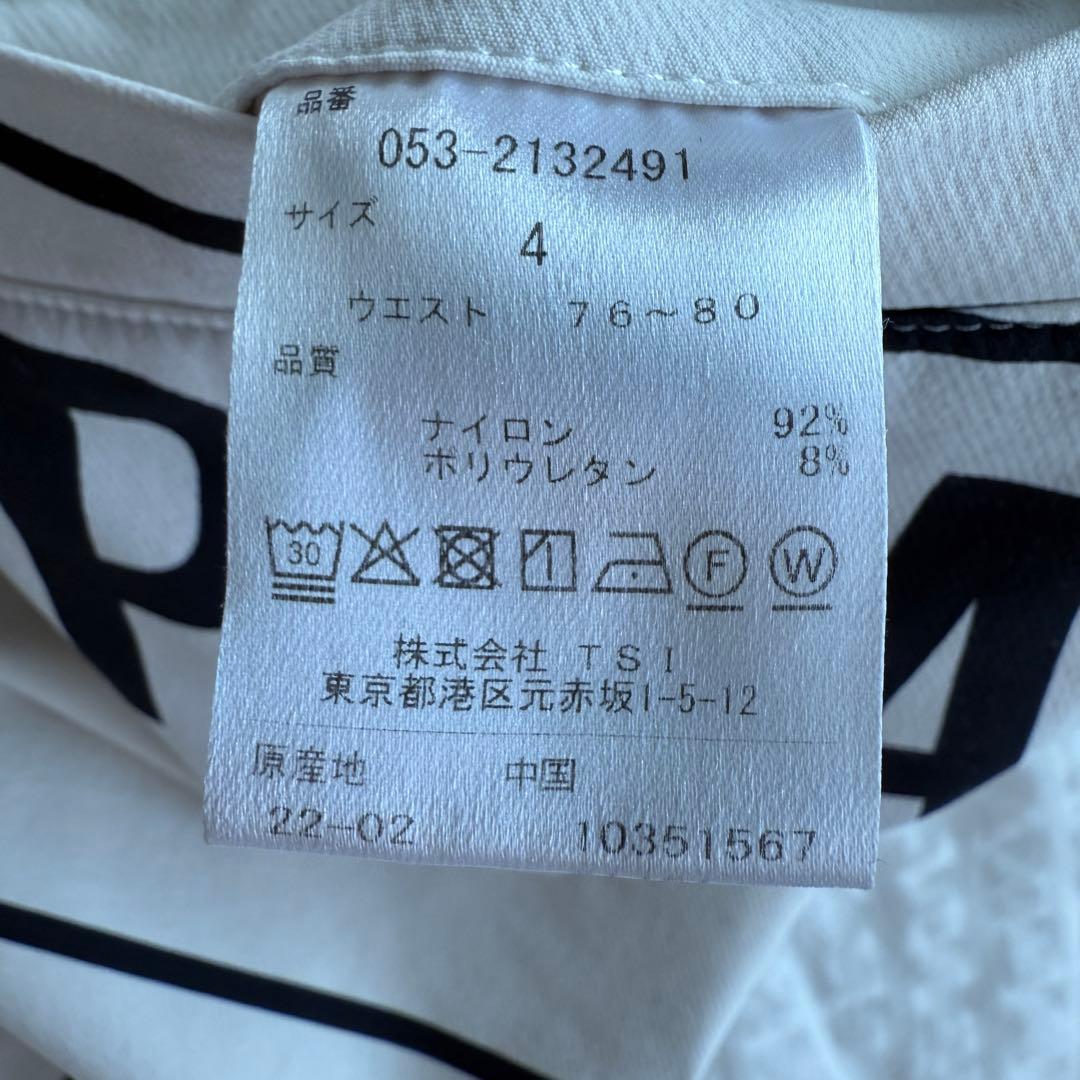 品番
053-2132491
サイズ
4
ウエスト 76~80
品質
ナイロン 92%
ポリウレタン 8%
30 F W
株式会社 TSI
東京都港区元赤坂1-5-12
原産地 中国
22-02 10351567